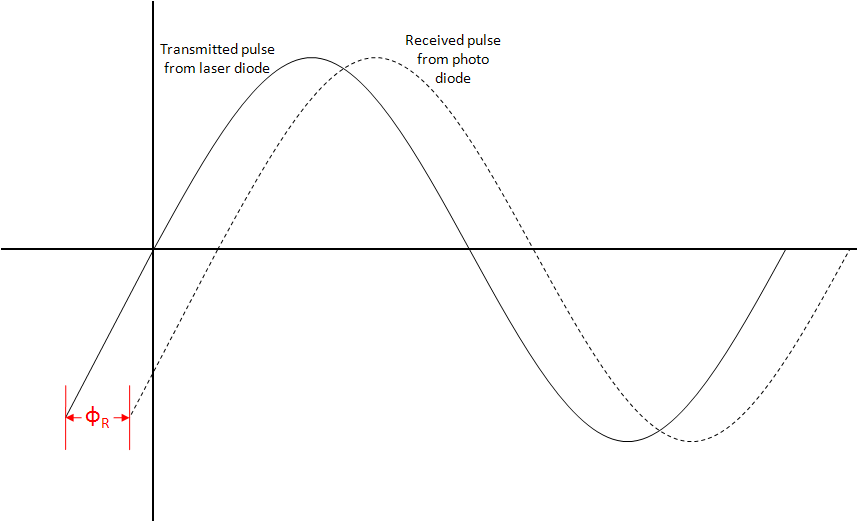 Transmitted pulse
from laser diode
Received pulse
from photo
diode
ΦR